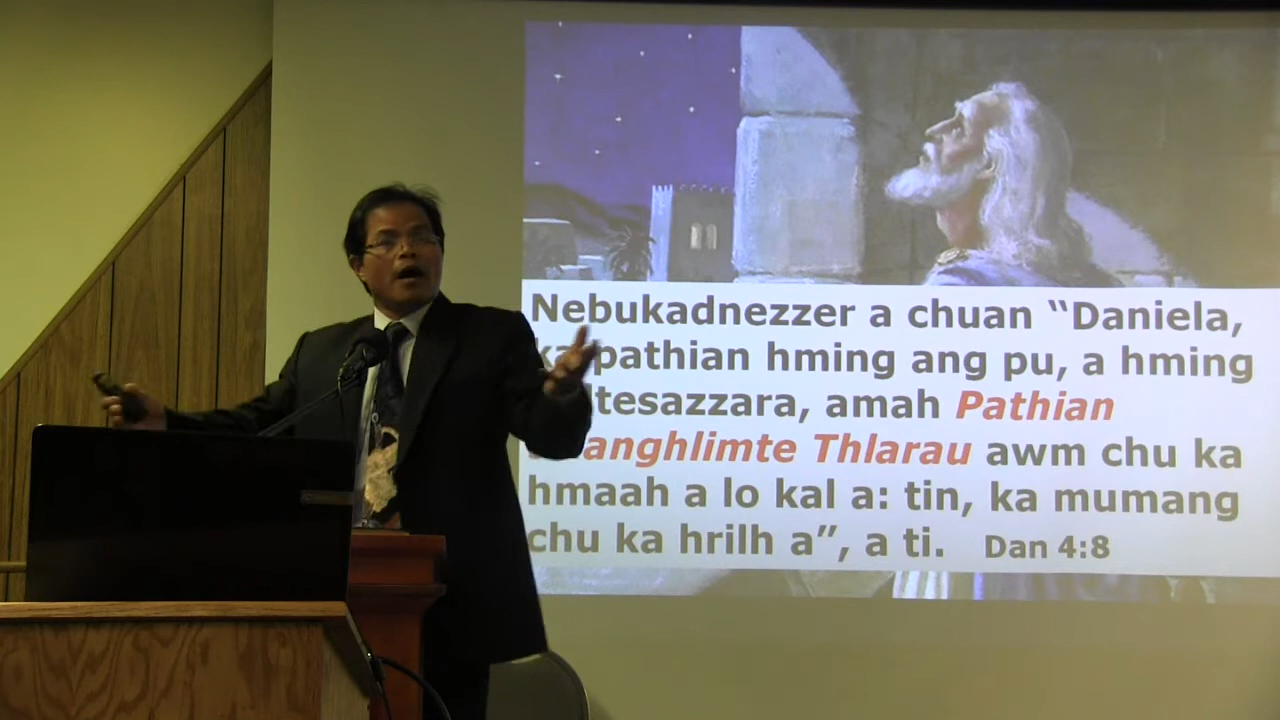 Nebukadnezzer a chuan “Daniela,
pathian hming ang pu, a hming
amah Pathian
Thlarau awm chu ka
hmaah a lo kal a: tin, ka mumang
chu ka hrilh a”, a ti. Dan 4:8